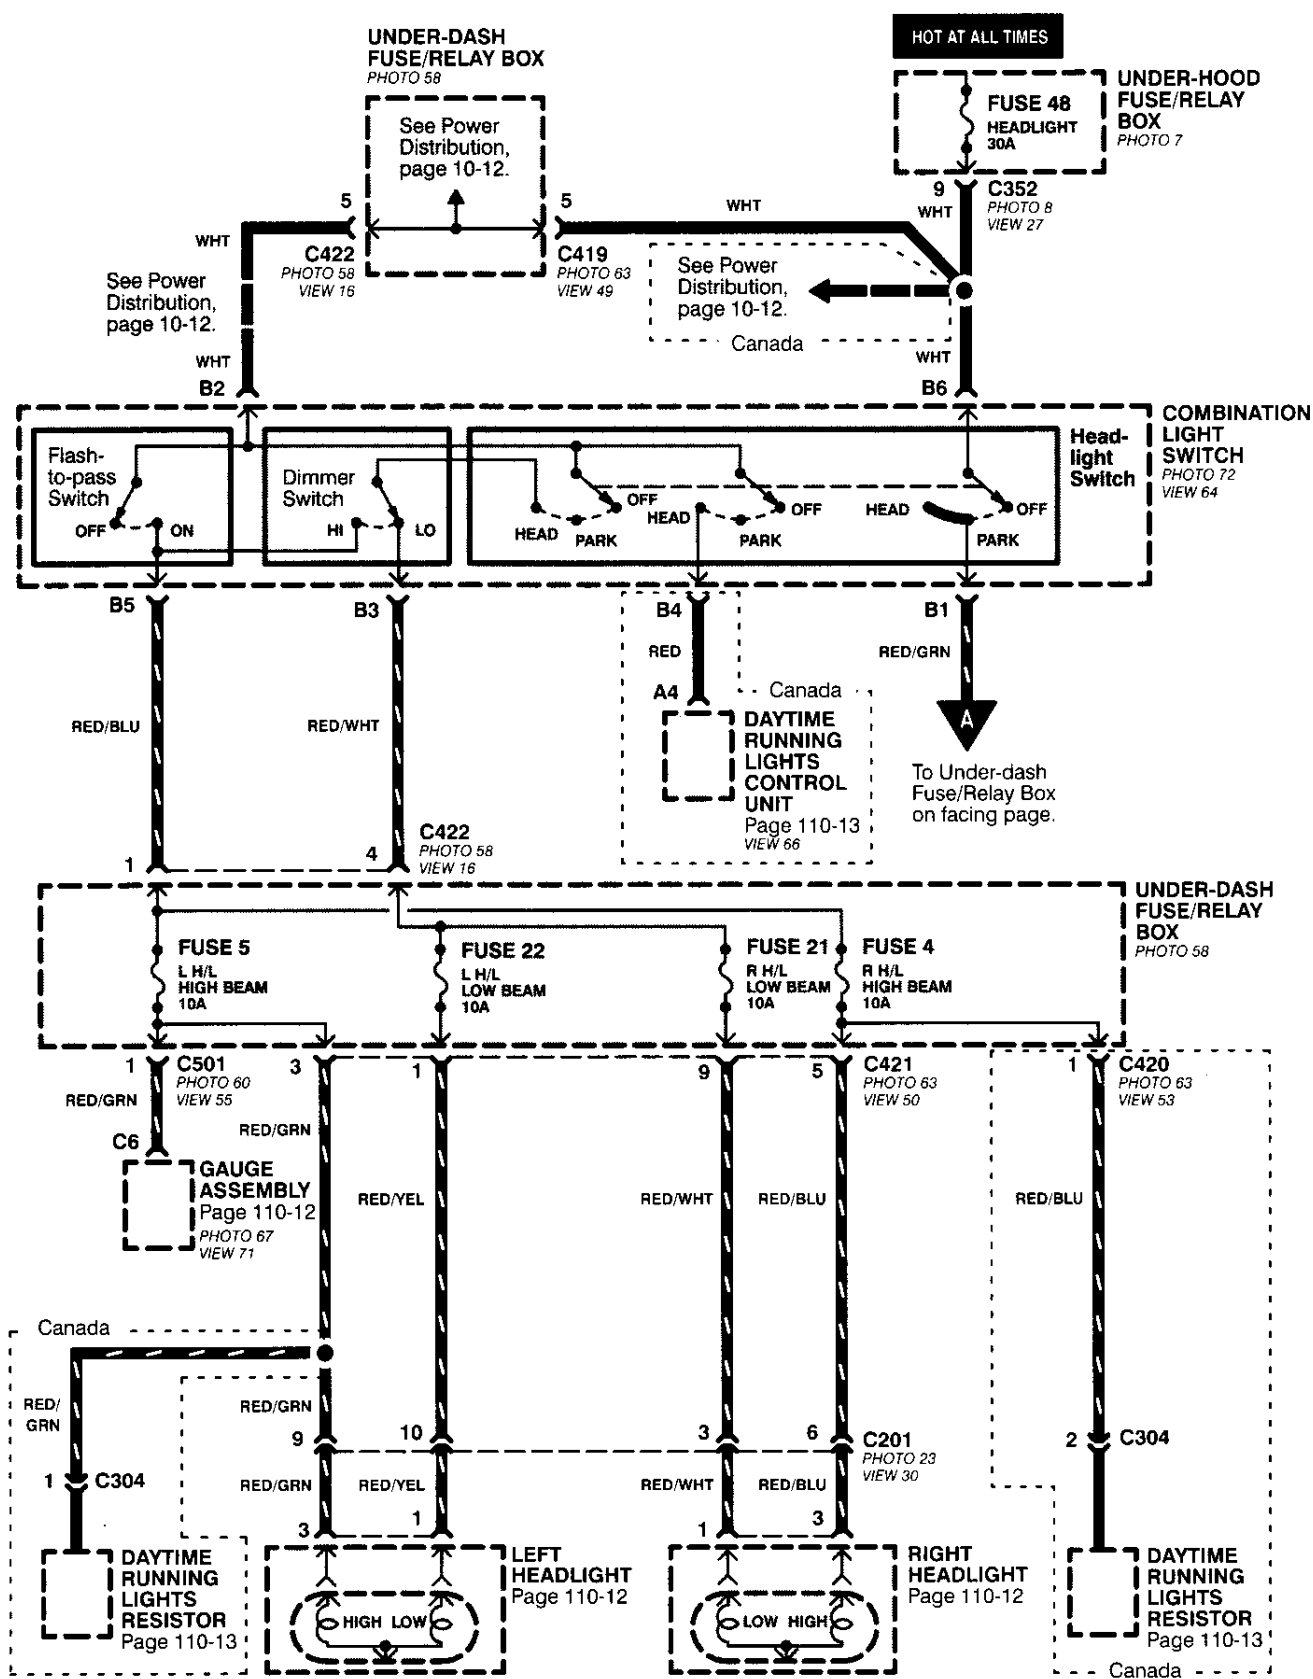 HOT AT ALL TIMES
UNDER-DASH
FUSE/RELAY BOX
PHOTO 58
See Power
Distribution,
page 10-12.
FUSE 48
HEADLIGHT
30A
UNDER-HOOD
FUSE/RELAY
BOX
PHOTO 7
9
C352
PHOTO 8
VIEW 27
WHT
5
5
WHT
WHT
C422
PHOTO 58
VIEW 16
C419
PHOTO 63
VIEW 49
See Power
Distribution,
page 10-12.
Canada
See Power
Distribution,
page 10-12.
WHT
WHT
B2
B6
COMBINATION
LIGHT
SWITCH
PHOTO 72
VIEW 64
Flash-
to-pass
Switch
OFF
ON
Dimmer
Switch
HI
LO
Head-
light
Switch
OFF
HEAD
PARK
HEAD
OFF
PARK
HEAD
OFF
PARK
B5
B3
B4
B1
RED
RED/GRN
A4
Canada
A
RED/BLU
RED/WHT
DAYTIME
RUNNING
LIGHTS
CONTROL
UNIT
Page 110-13
VIEW 66
To Under-dash
Fuse/Relay Box
on facing page.
1
4
C422
PHOTO 58
VIEW 16
UNDER-DASH
FUSE/RELAY
BOX
PHOTO 58
FUSE 5
L H/L
HIGH BEAM
10A
FUSE 22
L H/L
LOW BEAM
10A
FUSE 21
R H/L
LOW BEAM
10A
FUSE 4
R H/L
HIGH BEAM
10A
1
C501
PHOTO 60
VIEW 55
3
1
9
5
C421
PHOTO 63
VIEW 50
1
C420
PHOTO 63
VIEW 53
RED/GRN
RED/GRN
C6
GAUGE
ASSEMBLY
Page 110-12
PHOTO 67
VIEW 71
RED/YEL
RED/WHT
RED/BLU
RED/BLU
Canada
RED/
GRN
RED/GRN
9
10
3
6
C201
PHOTO 23
VIEW 30
2
C304
1
C304
RED/GRN
RED/YEL
RED/WHT
RED/BLU
3
1
1
3
DAYTIME
RUNNING
LIGHTS
RESISTOR
Page 110-13
LEFT
HEADLIGHT
Page 110-12
HIGH LOW
RIGHT
HEADLIGHT
Page 110-12
LOW HIGH
DAYTIME
RUNNING
LIGHTS
RESISTOR
Page 110-13
Canada